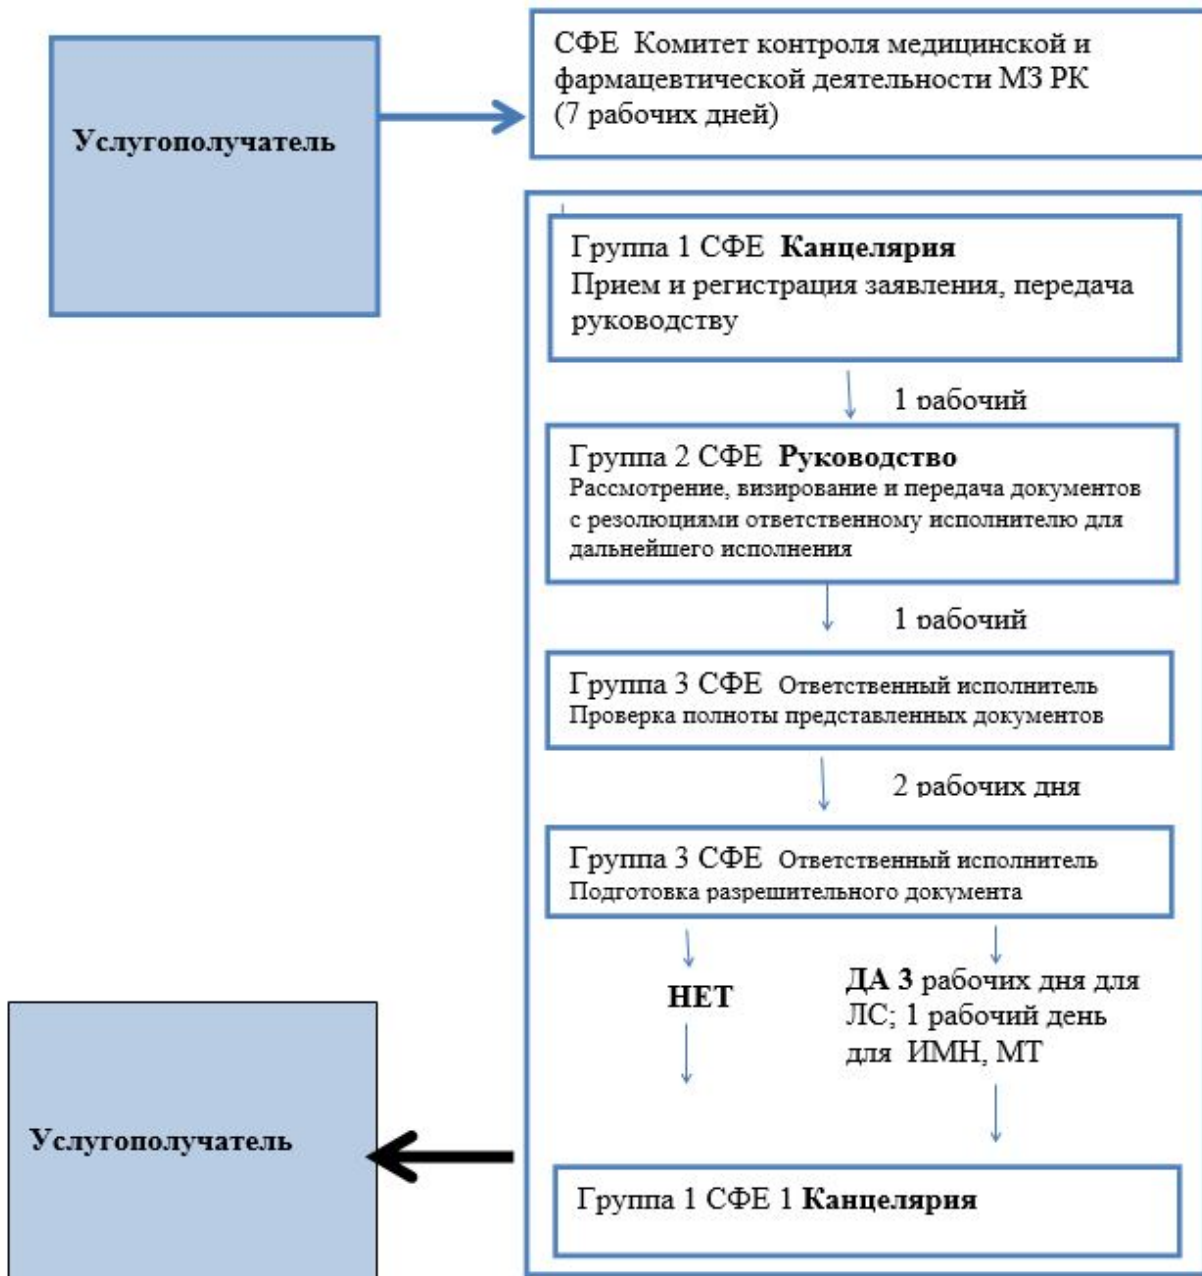 Услугополучатель
СФЕ Комитет контроля медицинской и
фармацевтической деятельности МЗ РК
(7 рабочих дней)
Группа 1 СФЕ Канцелярия
Прием и регистрация заявления, передача
руководству
1 рабочий
Группа 2 СФЕ Руководство
Рассмотрение, визирование и передача документов
с резолюциями ответственному исполнителю для
дальнейшего исполнения
1 рабочий
Группа 3 СФЕ Ответственный исполнитель
Проверка полноты представленных документов
2 рабочих дня
Группа 3 СФЕ Ответственный исполнитель
Подготовка разрешительного документа
НЕТ
ДА 3 рабочих дня для
ЛС; 1 рабочий день
для ИМН, МТ
Услугополучатель
Группа 1 СФЕ 1 Канцелярия